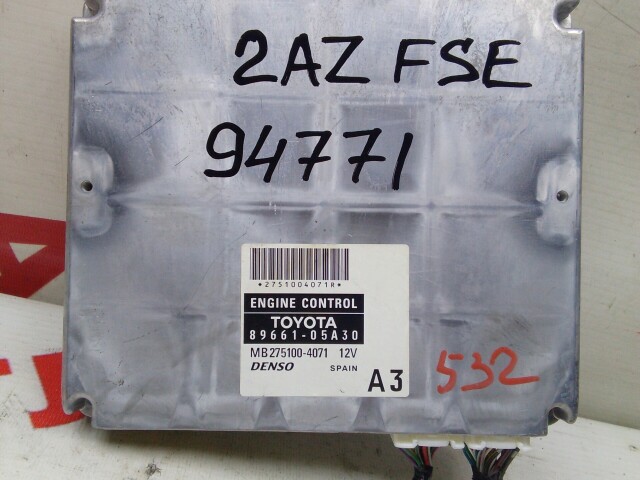 2AZ FSE
94771
*2751004071R*
ENGINE CONTROL
TOYOTA
89661-05A30
MB275100-4071 12V
DENSO SPAIN
A3
532